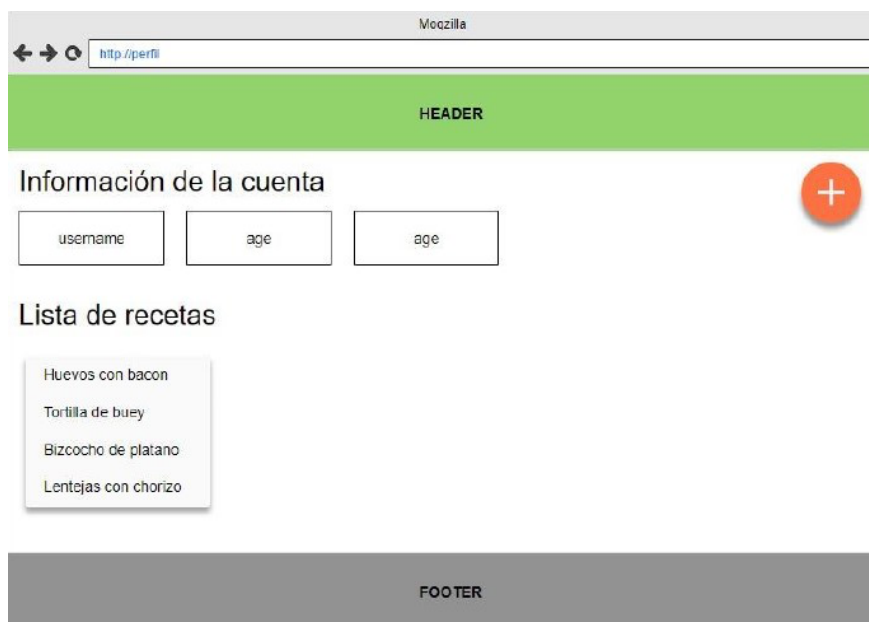 Moqzilla
http://perfil
HEADER
Información de la cuenta
username age age
Lista de recetas
Huevos con bacon
Tortilla de buey
Bizcocho de platano
Lentejas con chorizo
FOOTER